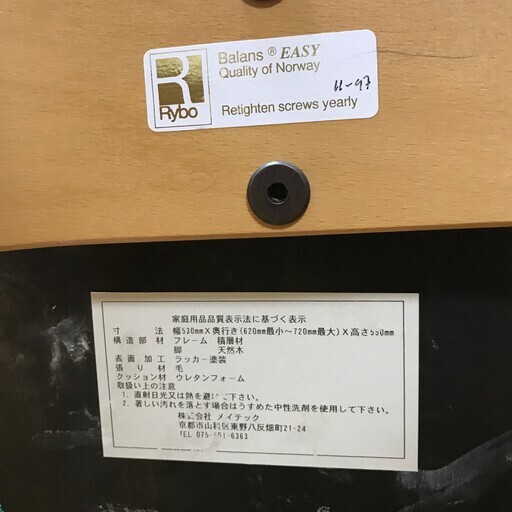 Balans® EASY
Quality of Norway
11-97
R
Rybo
Retighten screws yearly
家庭用品品質表示法に基づく表示
寸 法 幅530mm×奥行き(620mm最小~720mm最大)×高さ550mm
構造部材 フレーム 積層材
脚 天然木
表面加工 ラッカー塗装
張り材 毛
クッション材 ウレタンフォーム
取扱い上の注意
1. 直射日光又は熱を避けに
2. 著しい汚れを落とす場合はうすめた中性洗剤を使用して下さい。
株式会社 メイテック
京都市山科区東野八反畑町21-24
TEL 075-